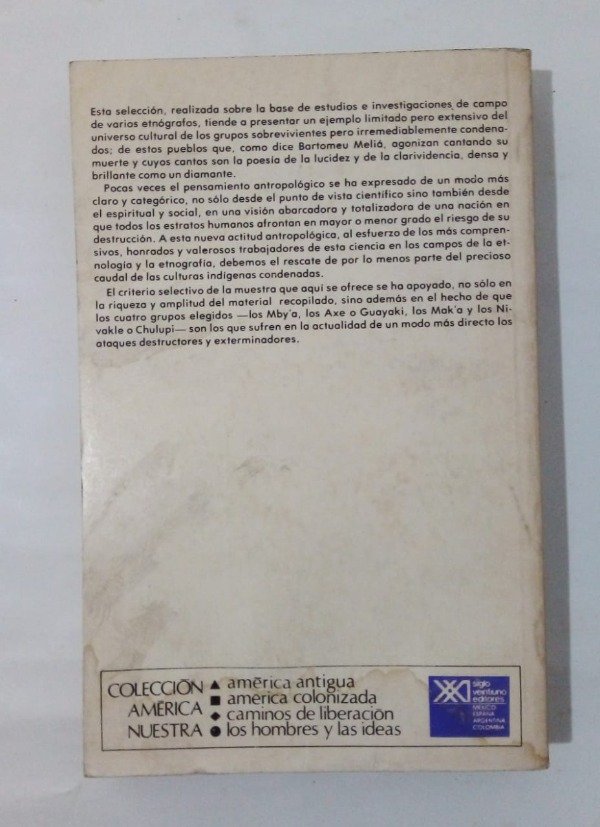 Esta selección, realizada sobre la base de estudios e investigaciones de campo
de varios etnógrafos, tiende a presentar un ejemplo limitado pero extensivo del
universo cultural de los grupos sobrevivientes pero irremediablemente condena-
dos; de estos pueblos que, como dice Bartomeu Meliá, agonizan cantando su
muerte y cuyos cantos son la poesía de la lucidez y de la clarividencia, densa y
brillante como un diamante.
Pocas veces el pensamiento antropológico se ha expresado de un modo más
claro y categórico, no sólo desde el punto de vista científico sino también desde
el espiritual y social, en una visión abarcadora y totalizadora de una nación en
que todos los estratos humanos afrontan en mayor o menor grado el riesgo de su
destrucción. A esta nueva actitud antropológica, al esfuerzo de los más compren-
sivos, honrados y valerosos trabajadores de esta ciencia en los campos de la et-
nología y la etnografía, debemos el rescate de por lo menos parte del precioso
caudal de las culturas indígenas condenadas.
El criterio selectivo de la muestra que aquí se ofrece se ha apoyado, no sólo en
la riqueza y amplitud del material recopilado, sino además en el hecho de que
los cuatro grupos elegidos —los Mby'a, los Axe o Guayaki, los Mak'a y los Ni-
vakle o Chulupi— son los que sufren en la actualidad de un modo más directo los
ataques destructores y exterminadores.
COLECCIÓN ▲ américa antigua
AMÉRICA ■ américa colonizada
◆ caminos de liberación
NUESTRA ● los hombres y las ideas
siglo
veintiuno
editores
MÉXICO
ESPAÑA
ARGENTINA
COLOMBIA